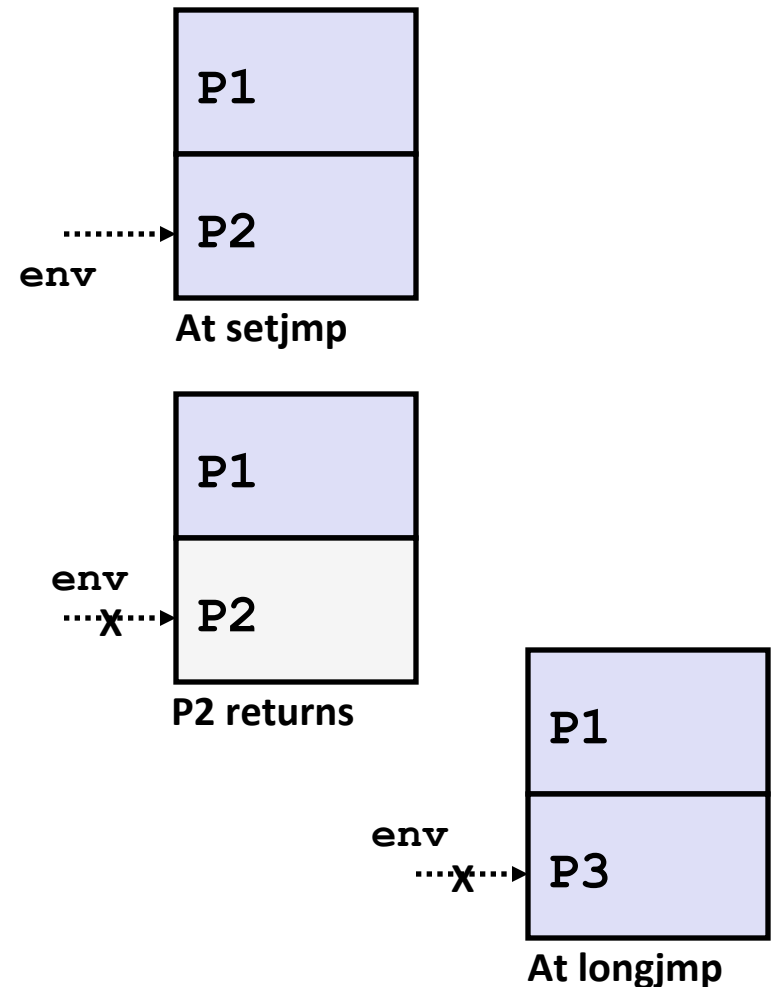 P1
P2
env
At setjmp
P1
env
X
P2
P2 returns
P1
env
X
P3
At longjmp